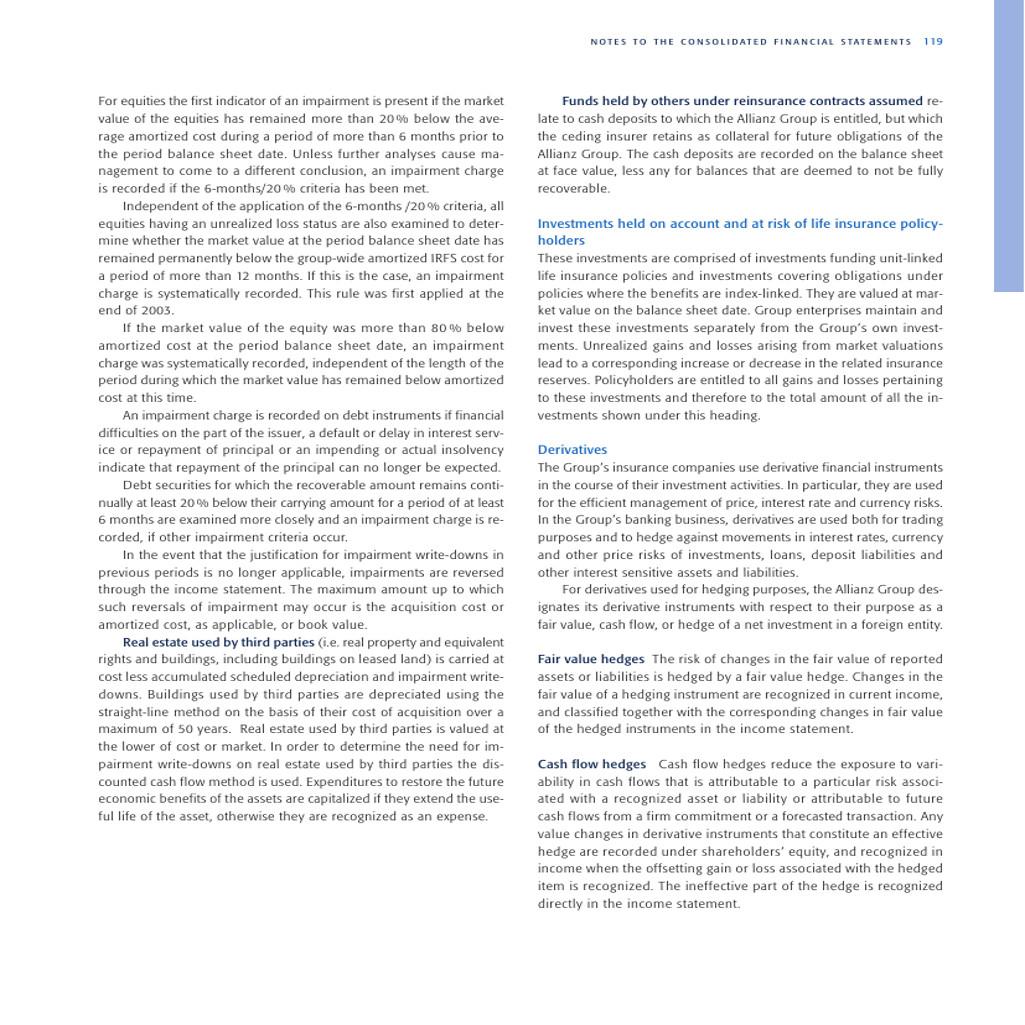 NOTES TO THE CONSOLIDATED FINANCIAL STATEMENTS 119
For equities the first indicator of an impairment is present if the market
value of the equities has remained more than 20 % below the ave-
rage amortized cost during a period of more than 6 months prior to
the period balance sheet date. Unless further analyses cause ma-
nagement to come to a different conclusion, an impairment charge
is recorded if the 6-months/20 % criteria has been met.
Independent of the application of the 6-months /20 % criteria, all
equities having an unrealized loss status are also examined to deter-
mine whether the market value at the period balance sheet date has
remained permanently below the group-wide amortized IRFS cost for
a period of more than 12 months. If this is the case, an impairment
charge is systematically recorded. This rule was first applied at the
end of 2003.
If the market value of the equity was more than 80 % below
amortized cost at the period balance sheet date, an impairment
charge was systematically recorded, independent of the length of the
period during which the market value has remained below amortized
cost at this time.
An impairment charge is recorded on debt instruments if financial
difficulties on the part of the issuer, a default or delay in interest serv-
ice or repayment of principal or an impending or actual insolvency
indicate that repayment of the principal can no longer be expected.
Debt securities for which the recoverable amount remains conti-
nually at least 20 % below their carrying amount for a period of at least
6 months are examined more closely and an impairment charge is re-
corded, if other impairment criteria occur.
In the event that the justification for impairment write-downs in
previous periods is no longer applicable, impairments are reversed
through the income statement. The maximum amount up to which
such reversals of impairment may occur is the acquisition cost or
amortized cost, as applicable, or book value.
Real estate used by third parties (i.e. real property and equivalent
rights and buildings, including buildings on leased land) is carried at
cost less accumulated scheduled depreciation and impairment write-
downs. Buildings used by third parties are depreciated using the
straight-line method on the basis of their cost of acquisition over a
maximum of 50 years. Real estate used by third parties is valued at
the lower of cost or market. In order to determine the need for im-
pairment write-downs on real estate used by third parties the dis-
counted cash flow method is used. Expenditures to restore the future
economic benefits of the assets are capitalized if they extend the use-
ful life of the asset, otherwise they are recognized as an expense.
Funds held by others under reinsurance contracts assumed re-
late to cash deposits to which the Allianz Group is entitled, but which
the ceding insurer retains as collateral for future obligations of the
Allianz Group. The cash deposits are recorded on the balance sheet
at face value, less any for balances that are deemed to not be fully
recoverable.
Investments held on account and at risk of life insurance policy-
holders
These investments are comprised of investments funding unit-linked
life insurance policies and investments covering obligations under
policies where the benefits are index-linked. They are valued at mar-
ket value on the balance sheet date. Group enterprises maintain and
invest these investments separately from the Group's own invest-
ments. Unrealized gains and losses arising from market valuations
lead to a corresponding increase or decrease in the related insurance
reserves. Policyholders are entitled to all gains and losses pertaining
to these investments and therefore to the total amount of all the in-
vestments shown under this heading.
Derivatives
The Group's insurance companies use derivative financial instruments
in the course of their investment activities. In particular, they are used
for the efficient management of price, interest rate and currency risks.
In the Group's banking business, derivatives are used both for trading
purposes and to hedge against movements in interest rates, currency
and other price risks of investments, loans, deposit liabilities and
other interest sensitive assets and liabilities.
For derivatives used for hedging purposes, the Allianz Group des-
ignates its derivative instruments with respect to their purpose as a
fair value, cash flow, or hedge of a net investment in a foreign entity.
Fair value hedges The risk of changes in the fair value of reported
assets or liabilities is hedged by a fair value hedge. Changes in the
fair value of a hedging instrument are recognized in current income,
and classified together with the corresponding changes in fair value
of the hedged instruments in the income statement.
Cash flow hedges Cash flow hedges reduce the exposure to vari-
ability in cash flows that is attributable to a particular risk associ-
ated with a recognized asset or liability or attributable to future
cash flows from a firm commitment or a forecasted transaction. Any
value changes in derivative instruments that constitute an effective
hedge are recorded under shareholders' equity, and recognized in
income when the offsetting gain or loss associated with the hedged
item is recognized. The ineffective part of the hedge is recognized
directly in the income statement.